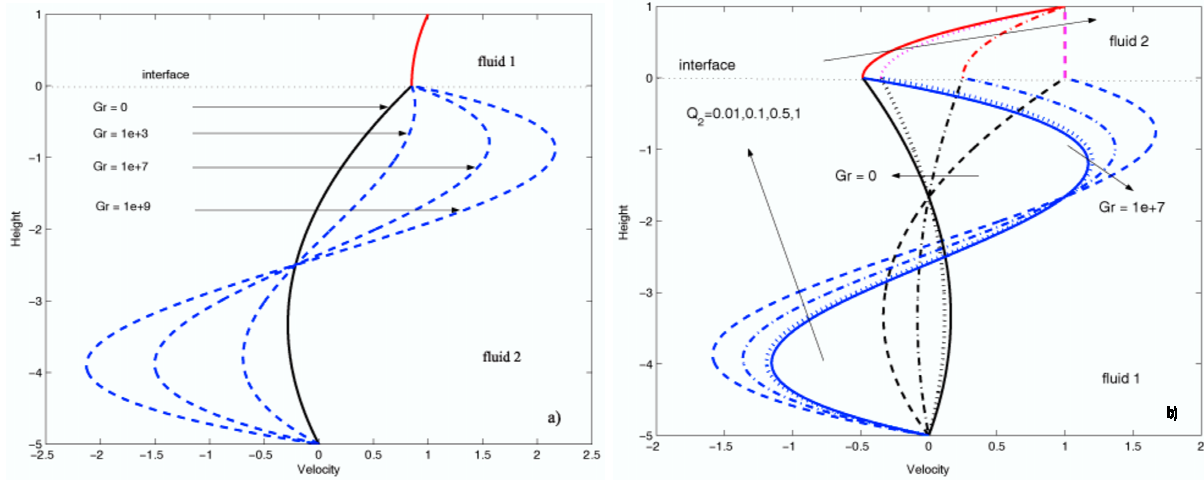 1
fluid 1
interface
0
Gr = 0
Gr = 1e+3
−1
Gr = 1e+7
Gr = 1e+9
−2
Height
−3
fluid 2
−4
a)
−5
−2.5 −2 −1.5 −1 −0.5 0 0.5 1 1.5 2 2.5
Velocity
1
fluid 2
interface
0
Q2=0.01,0.1,0.5,1
−1
Gr = 0
Gr = 1e+7
−2
Height
−3
−4
fluid 1
b)
−5
−2 −1.5 −1 −0.5 0 0.5 1 1.5 2
Velocity